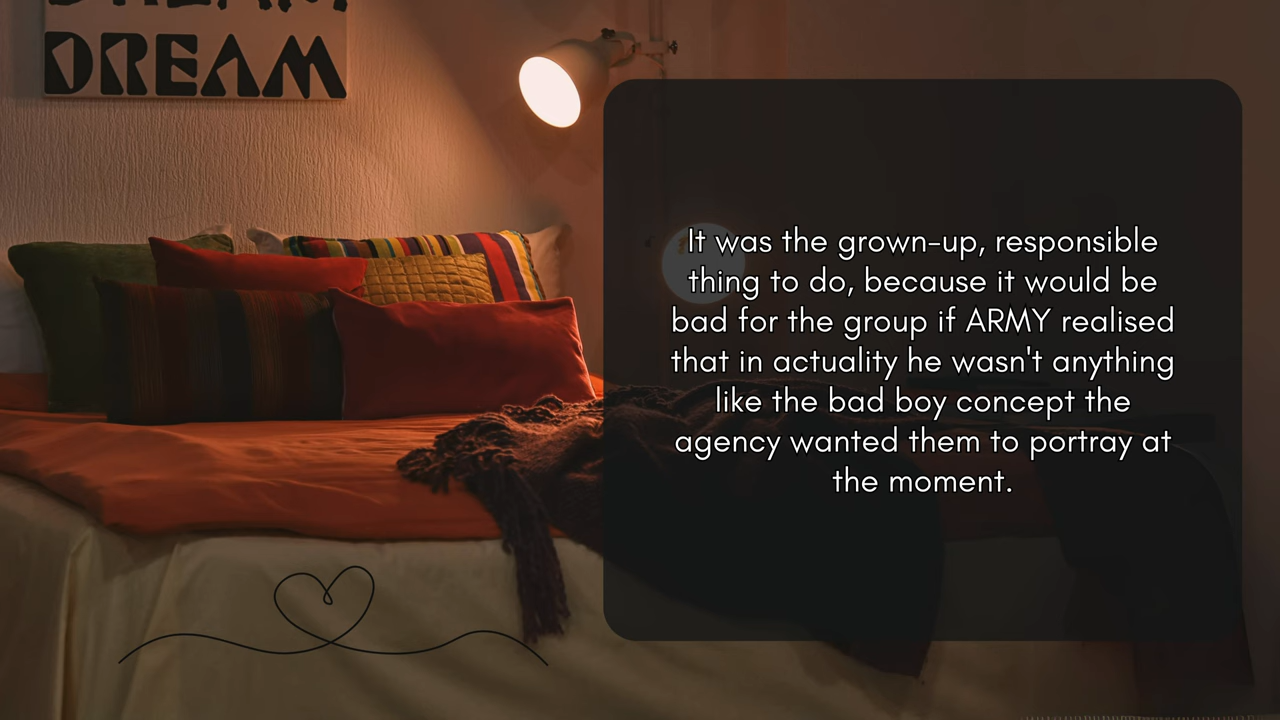 DREAM
DREAM
It was the grown-up, responsible
thing to do, because it would be
bad for the group if ARMY realised
that in actuality he wasn't anything
like the bad boy concept the
agency wanted them to portray at
the moment.